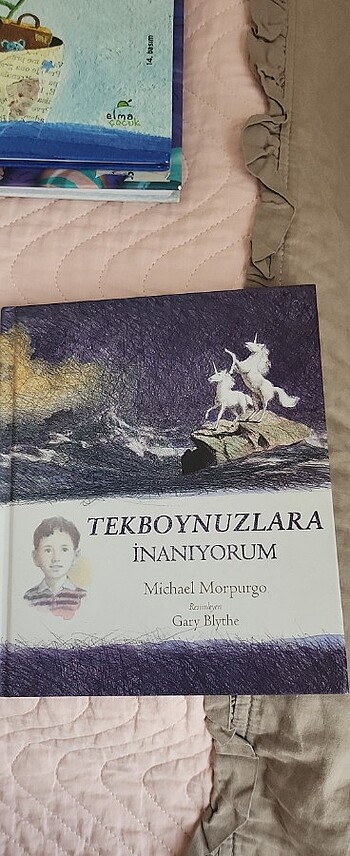 14. basım
elma
çocuk
TEKBOYNUZLARA
İNANIYORUM
Michael Morpurgo
Resimleyen
Gary Blythe